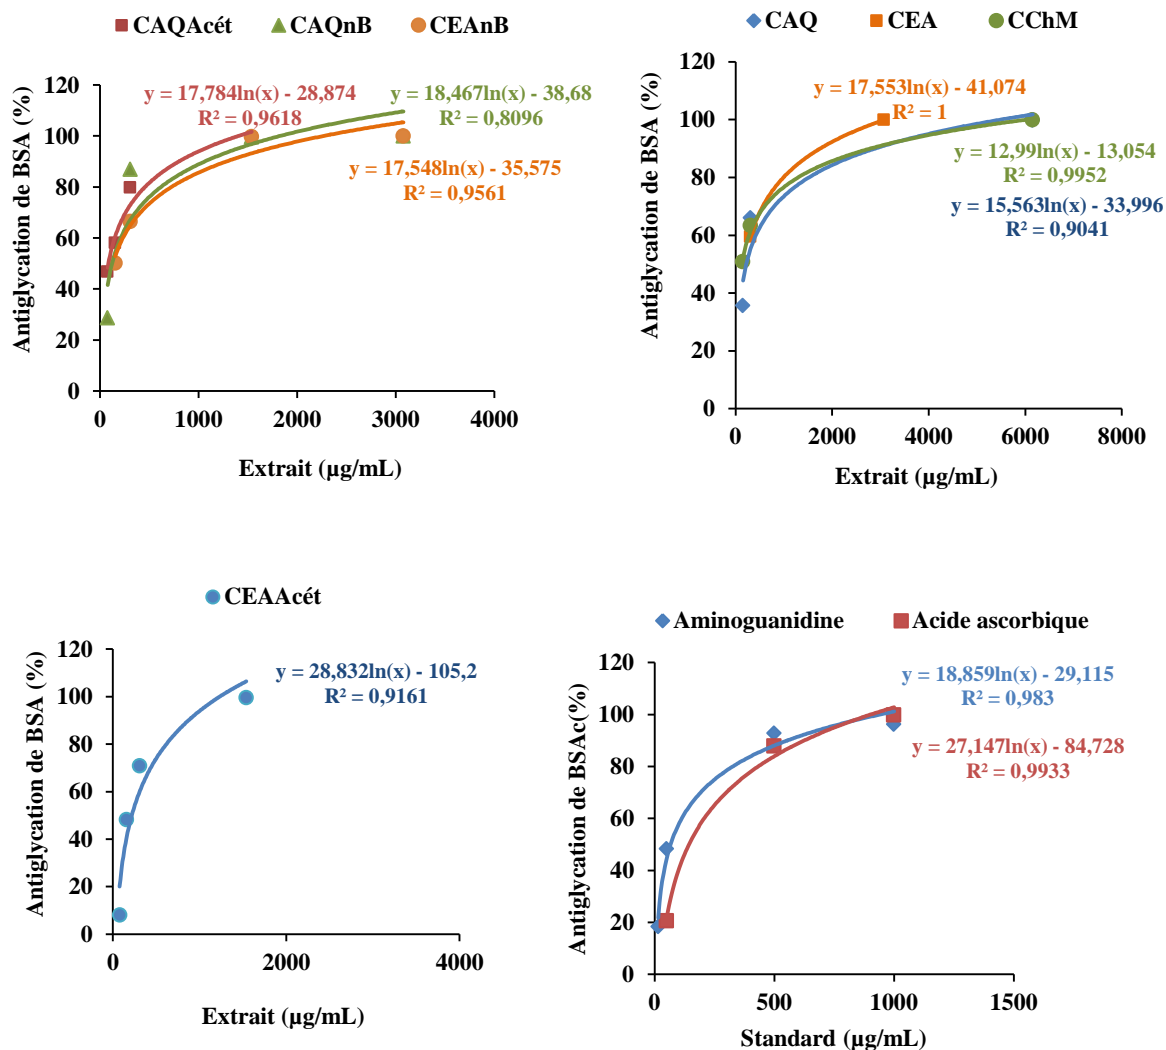 CAQAcét CAQnB CEAnB
y = 17,784ln(x) - 28,874
R² = 0,9618
y = 18,467ln(x) - 38,68
R² = 0,8096
y = 17,548ln(x) - 35,575
R² = 0,9561
Antiglycation de BSA (%)
120
100
80
60
40
20
0
0 1000 2000 3000 4000
Extrait (µg/mL)
CAQ CEA CChM
y = 17,553ln(x) - 41,074
R² = 1
y = 12,99ln(x) - 13,054
R² = 0,9952
y = 15,563ln(x) - 33,996
R² = 0,9041
Antiglycation de BSA (%)
120
100
80
60
40
20
0
0 2000 4000 6000 8000
Extrait (µg/mL)
CEAAcét
y = 28,832ln(x) - 105,2
R² = 0,9161
Antiglycation de BSA (%)
120
100
80
60
40
20
0
0 2000 4000
Extrait (µg/mL)
Aminoguanidine Acide ascorbique
y = 18,859ln(x) - 29,115
R² = 0,983
y = 27,147ln(x) - 84,728
R² = 0,9933
Antiglycation de BSAc(%)
120
100
80
60
40
20
0
0 500 1000 1500
Standard (µg/mL)